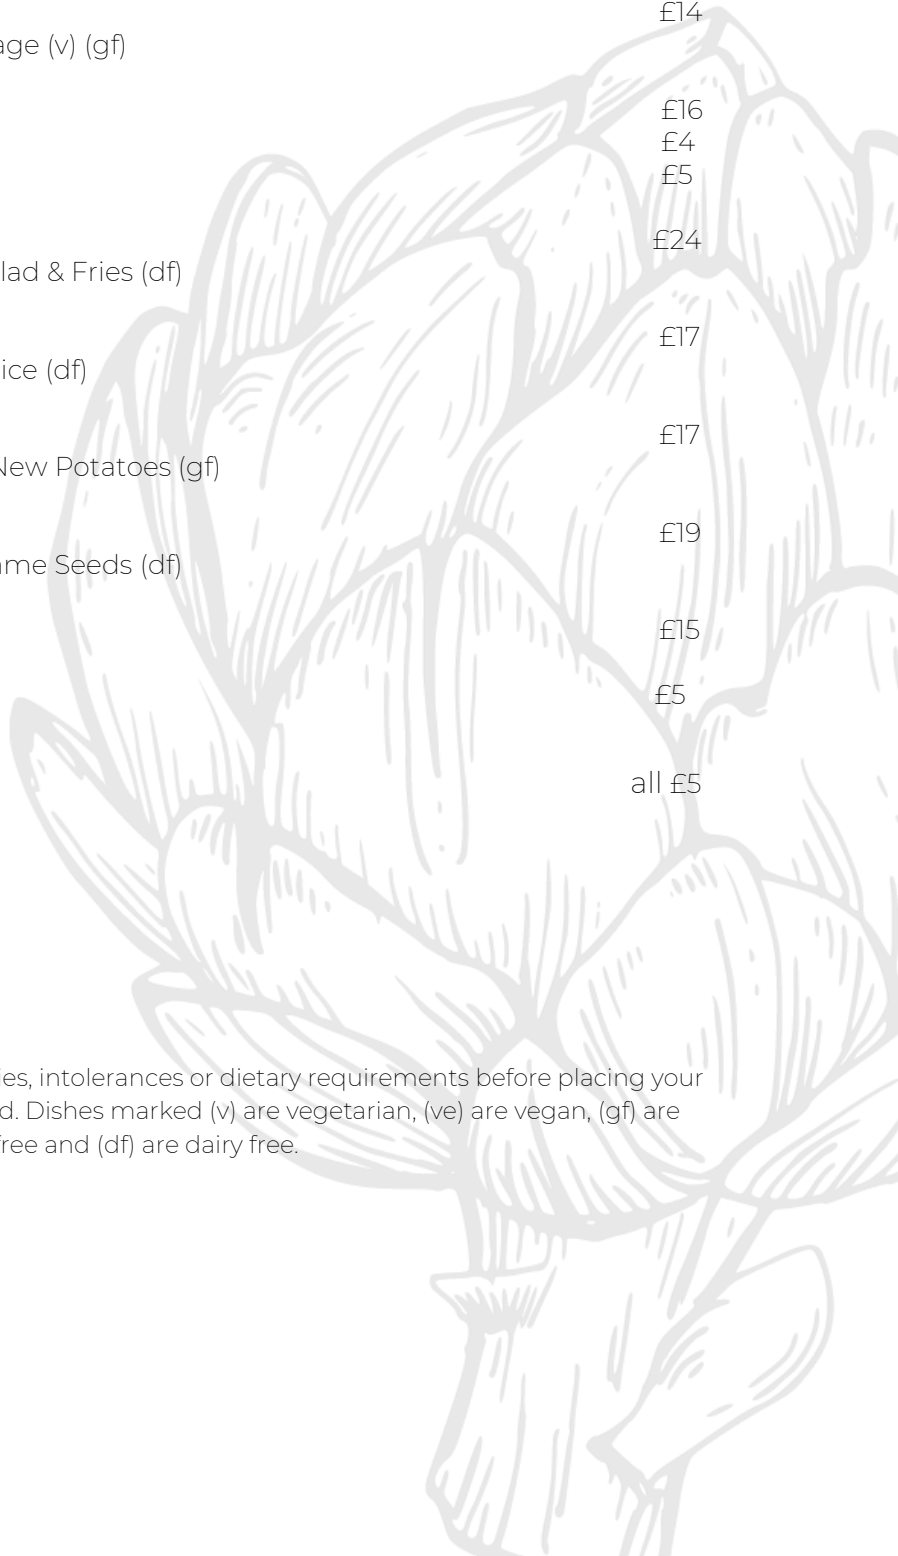 £14
age (v) (gf)
£16
£4
£5
£24
lad & Fries (df)
£17
ice (df)
£17
New Potatoes (gf)
£19
ame Seeds (df)
£15
£5
all £5
ies, intolerances or dietary requirements before placing your
d. Dishes marked (v) are vegetarian, (ve) are vegan, (gf) are
free and (df) are dairy free.